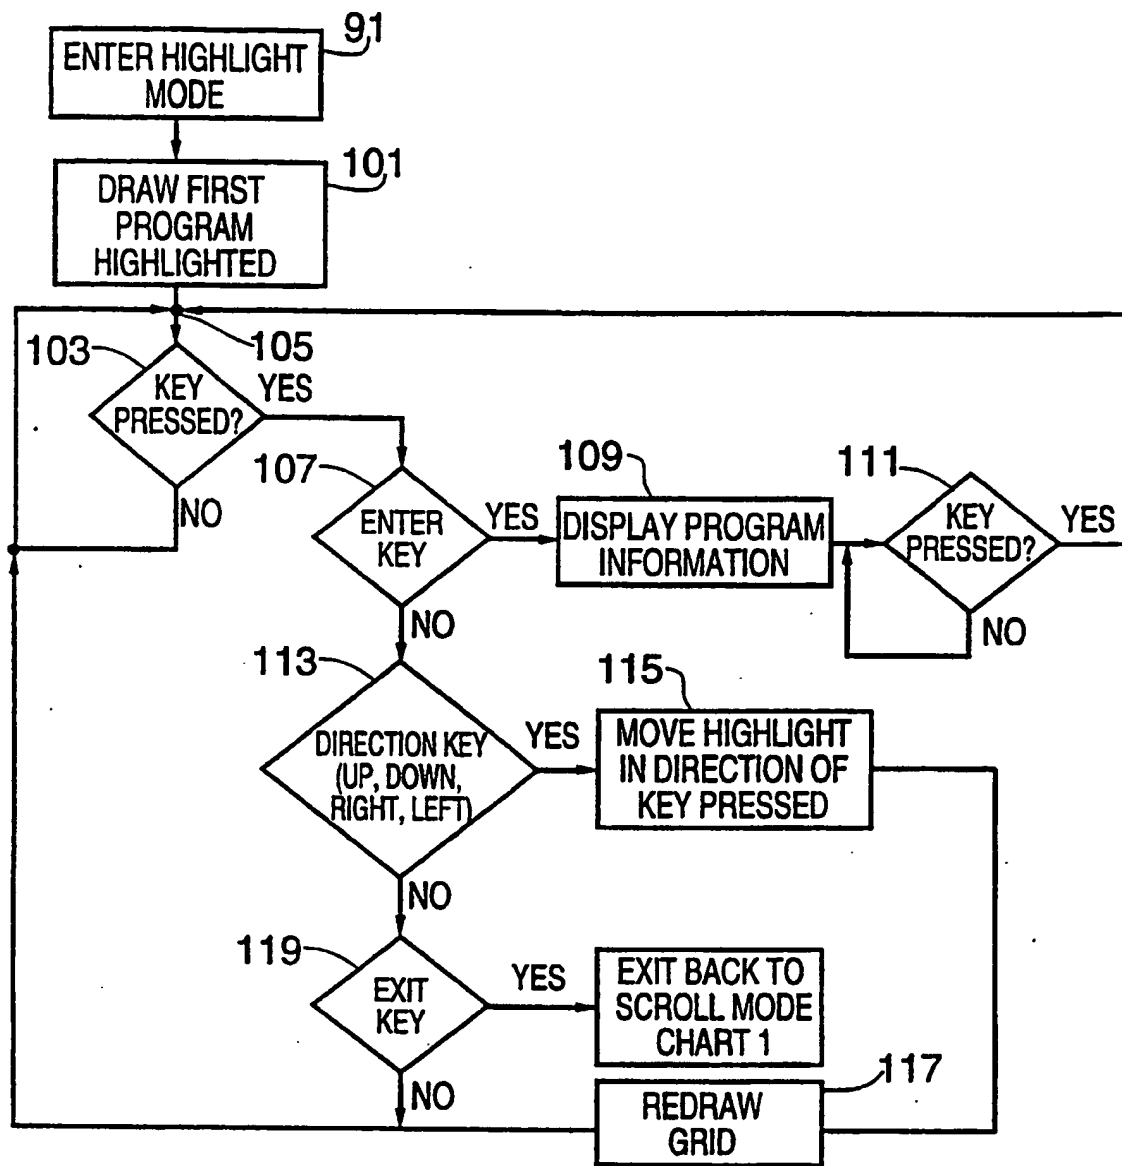 91
ENTER HIGHLIGHT
MODE
101
DRAW FIRST
PROGRAM
HIGHLIGHTED
103
105
KEY
PRESSED?
YES
NO
107
ENTER
KEY
YES
NO
109
DISPLAY PROGRAM
INFORMATION
111
KEY
PRESSED?
YES
NO
113
DIRECTION KEY
(UP, DOWN,
RIGHT, LEFT)
YES
NO
115
MOVE HIGHLIGHT
IN DIRECTION OF
KEY PRESSED
119
EXIT
KEY
YES
NO
EXIT BACK TO
SCROLL MODE
CHART 1
117
REDRAW
GRID